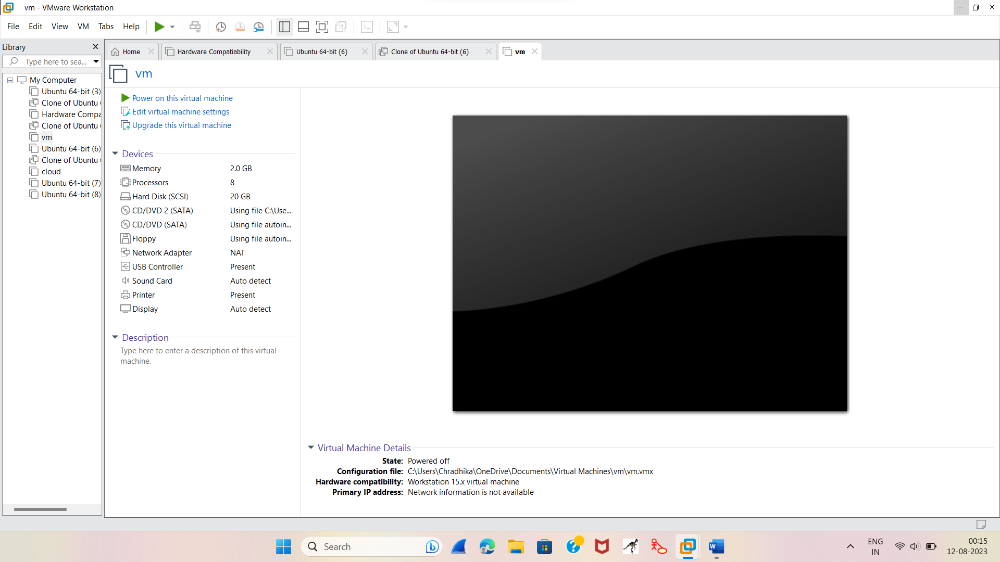 vm - VMware Workstation
File Edit View VM Tabs Help
Library
Type here to sea...
My Computer
Ubuntu 64-bit (3)
Clone of Ubuntu
Hardware Compa
Clone of Ubuntu
vm
Ubuntu 64-bit (6)
Clone of Ubuntu
cloud
Ubuntu 64-bit (7)
Ubuntu 64-bit (8)
Home Hardware Compatiability Ubuntu 64-bit (6) Clone of Ubuntu 64-bit (6) vm
vm
Power on this virtual machine
Edit virtual machine settings
Upgrade this virtual machine
Devices
Memory 2.0 GB
Processors 8
Hard Disk (SCSI) 20 GB
CD/DVD 2 (SATA) Using file C:\Use...
CD/DVD (SATA) Using file autoin...
Floppy Using file autoin...
Network Adapter NAT
USB Controller Present
Sound Card Auto detect
Printer Present
Display Auto detect
Description
Type here to enter a description of this virtual
machine.
Virtual Machine Details
State: Powered off
Configuration file: C:\Users\Chradhika\OneDrive\Documents\Virtual Machines\vm\vm.vmx
Hardware compatibility: Workstation 15.x virtual machine
Primary IP address: Network information is not available
Search
ENG
IN
00:15
12-08-2023